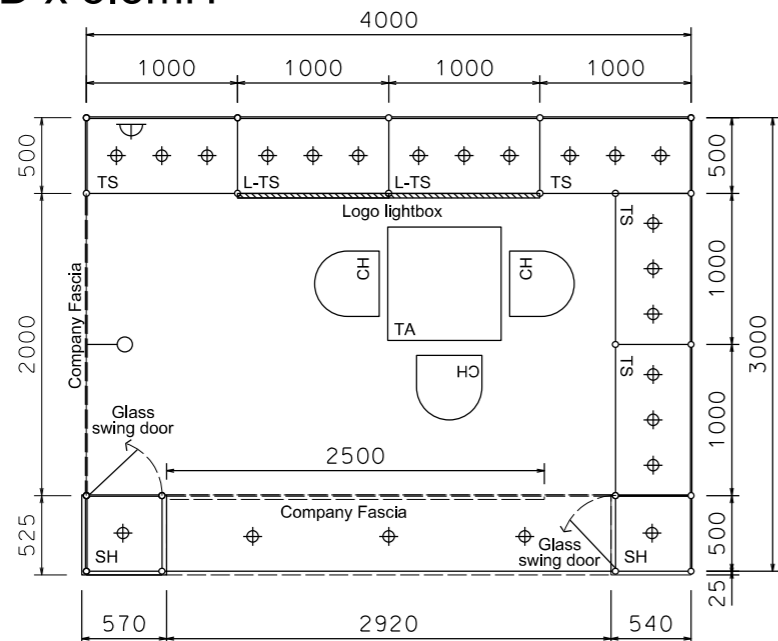 4000
1000 1000 1000 1000
500
TS
L-TS
L-TS
TS
500
Logo lightbox
TS
CH
CH
1000
Company Fascia
2000
TA
3000
CH
TS
Glass
swing door
1000
2500
Company Fascia
525
SH
Glass
swing door
SH
500
25
570
2920
540